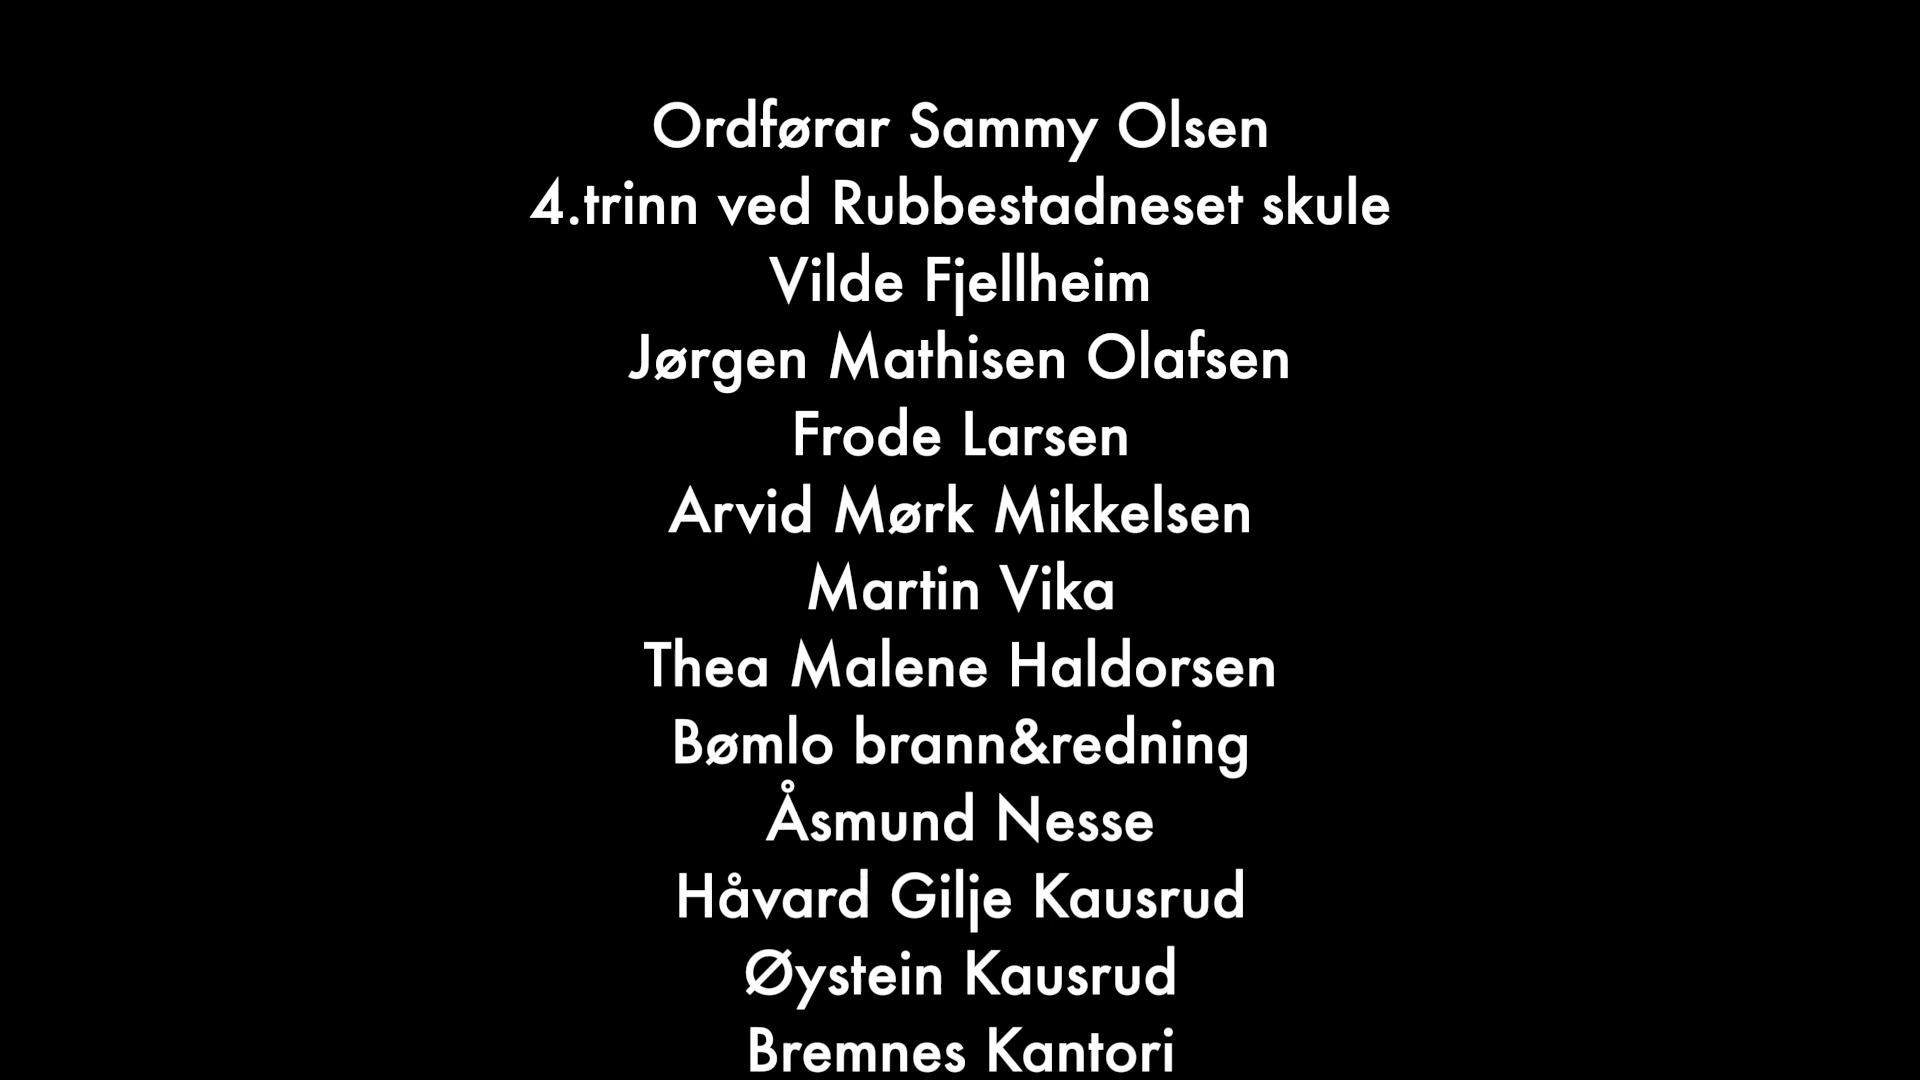 Ordførar Sammy Olsen
4.trinn ved Rubbestadneset skule
Vilde Fjellheim
Jørgen Mathisen Olafsen
Frode Larsen
Arvid Mørk Mikkelsen
Martin Vika
Thea Malene Haldorsen
Bømlo brann&redning
Åsmund Nesse
Håvard Gilje Kausrud
Øystein Kausrud
Bremnes Kantori